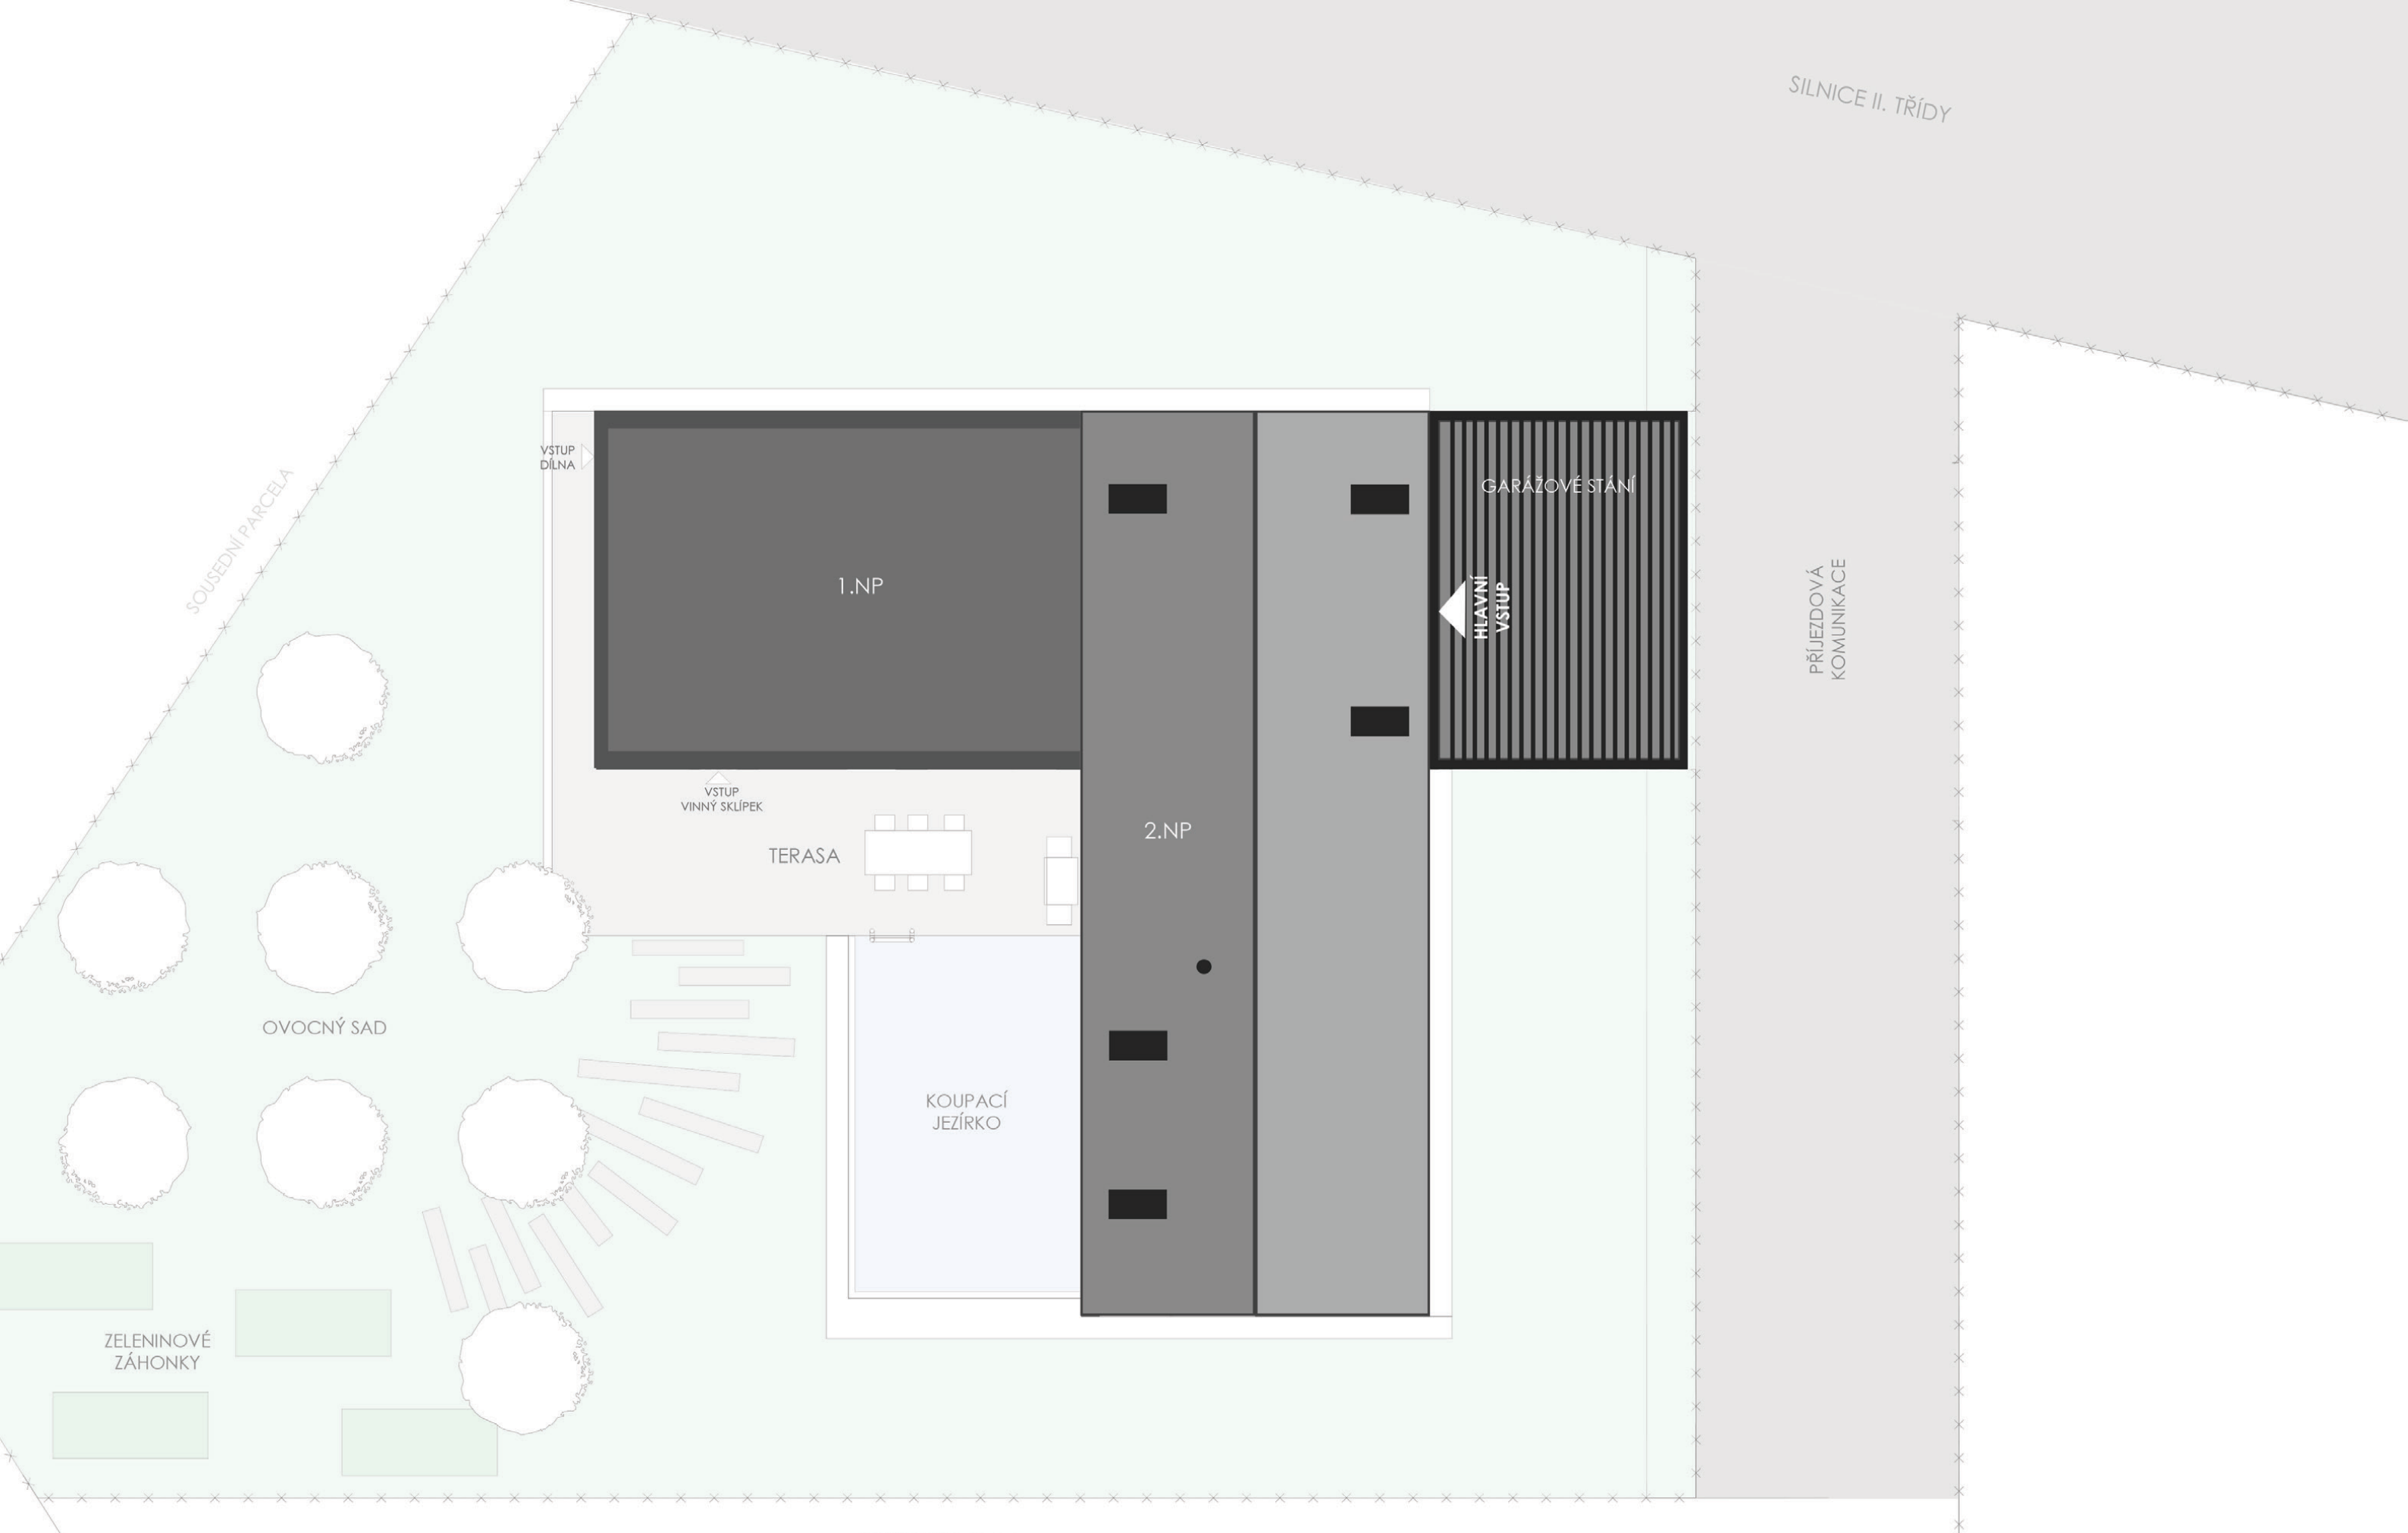 SILNICE II. TŘÍDY
VSTUP
DÍLNA
SOUSEDNÍ PARCELA
1.NP
GARÁŽOVÉ STÁNÍ
HLAVNÍ
VSTUP
PŘÍJEZDOVÁ
KOMUNIKACE
VSTUP
VINNÝ SKLÍPEK
TERASA
2.NP
OVOCNÝ SAD
KOUPACÍ
JEZÍRKO
ZELENINOVÉ
ZÁHONKY